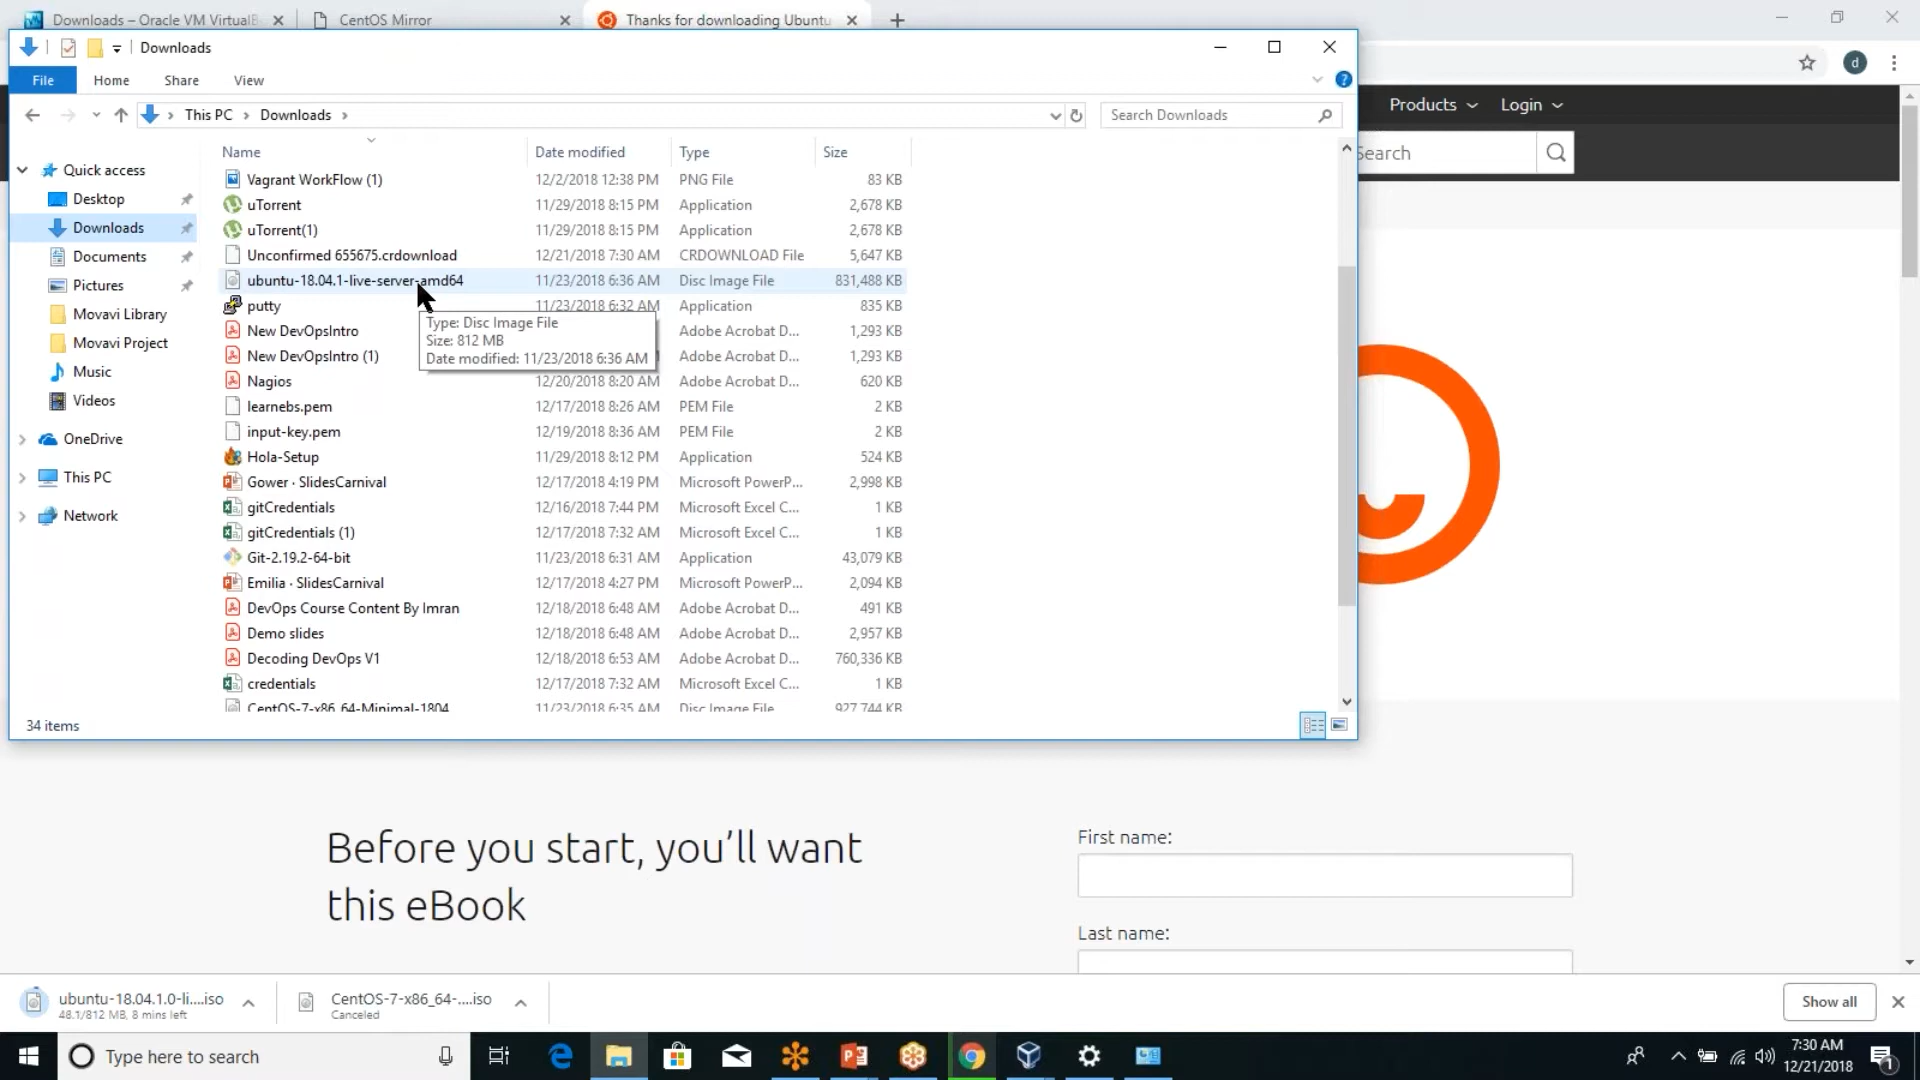 Downloads – Oracle VM VirtualB
CentOS Mirror
Thanks for downloading Ubuntu
Downloads
File
Home
Share
View
This PC
Downloads
Search Downloads
d
Products
Login
Search
Name
Date modified
Type
Size
Quick access
Desktop
Downloads
Documents
Pictures
Movavi Library
Movavi Project
Music
Videos
OneDrive
This PC
Network
Vagrant WorkFlow (1) 12/2/2018 12:38 PM PNG File 83 KB
uTorrent 11/29/2018 8:15 PM Application 2,678 KB
uTorrent(1) 11/29/2018 8:15 PM Application 2,678 KB
Unconfirmed 655675.crdownload 12/21/2018 7:30 AM CRDOWNLOAD File 5,647 KB
ubuntu-18.04.1-live-server-amd64 11/23/2018 6:36 AM Disc Image File 831,488 KB
putty 11/23/2018 6:32 AM Application 835 KB
New DevOpsIntro Adobe Acrobat D... 1,293 KB
New DevOpsIntro (1) Adobe Acrobat D... 1,293 KB
Type: Disc Image File
Size: 812 MB
Date modified: 11/23/2018 6:36 AM
Nagios 12/20/2018 8:20 AM Adobe Acrobat D... 620 KB
learnebs.pem 12/17/2018 8:26 AM PEM File 2 KB
input-key.pem 12/19/2018 8:36 AM PEM File 2 KB
Hola-Setup 11/29/2018 8:12 PM Application 524 KB
Gower · SlidesCarnival 12/17/2018 4:19 PM Microsoft PowerP... 2,998 KB
gitCredentials 12/16/2018 7:44 PM Microsoft Excel C... 1 KB
gitCredentials (1) 12/17/2018 7:32 AM Microsoft Excel C... 1 KB
Git-2.19.2-64-bit 11/23/2018 6:31 AM Application 43,079 KB
Emilia · SlidesCarnival 12/17/2018 4:27 PM Microsoft PowerP... 2,094 KB
DevOps Course Content By Imran 12/18/2018 6:48 AM Adobe Acrobat D... 491 KB
Demo slides 12/18/2018 6:48 AM Adobe Acrobat D... 2,957 KB
Decoding DevOps V1 12/18/2018 6:53 AM Adobe Acrobat D... 760,336 KB
credentials 12/17/2018 7:32 AM Microsoft Excel C... 1 KB
CentOS-7-x86_64-Minimal-1804 11/23/2018 6:35 AM Disc Image File 927,744 KB
34 items
Before you start, you’ll want
this eBook
First name:
Last name:
ubuntu-18.04.1.0-li....iso
48.1/812 MB, 8 mins left
CentOS-7-x86_64-....iso
Canceled
Show all
Type here to search
7:30 AM
12/21/2018
1